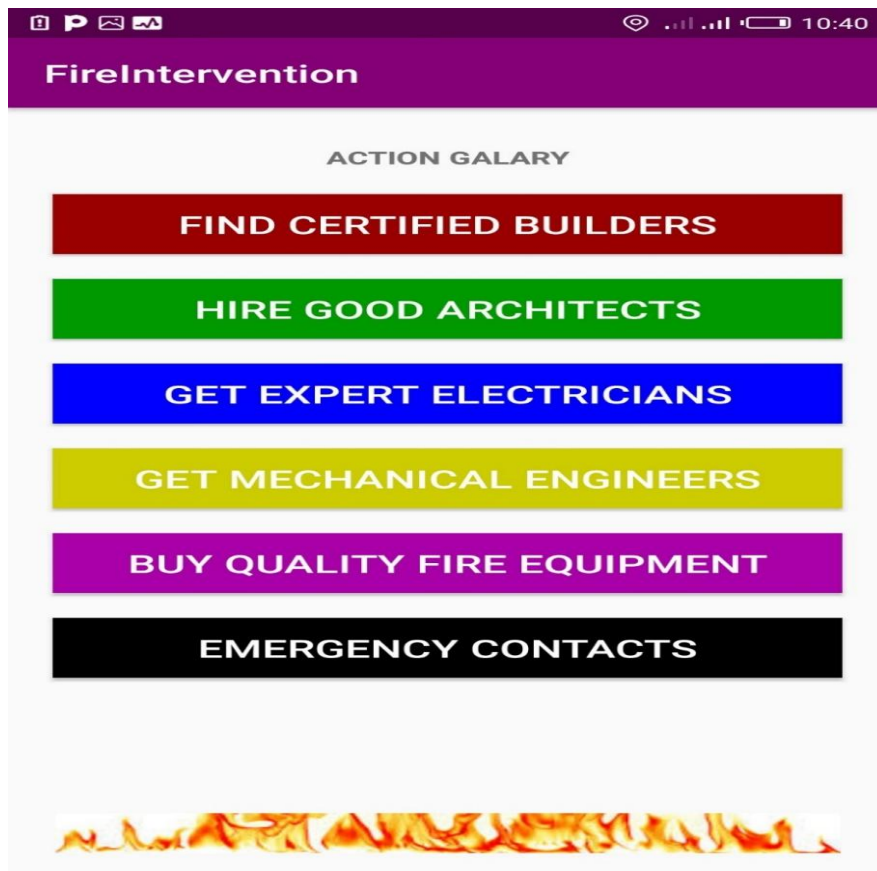 10:40
FireIntervention
ACTION GALARY
FIND CERTIFIED BUILDERS
HIRE GOOD ARCHITECTS
GET EXPERT ELECTRICIANS
GET MECHANICAL ENGINEERS
BUY QUALITY FIRE EQUIPMENT
EMERGENCY CONTACTS